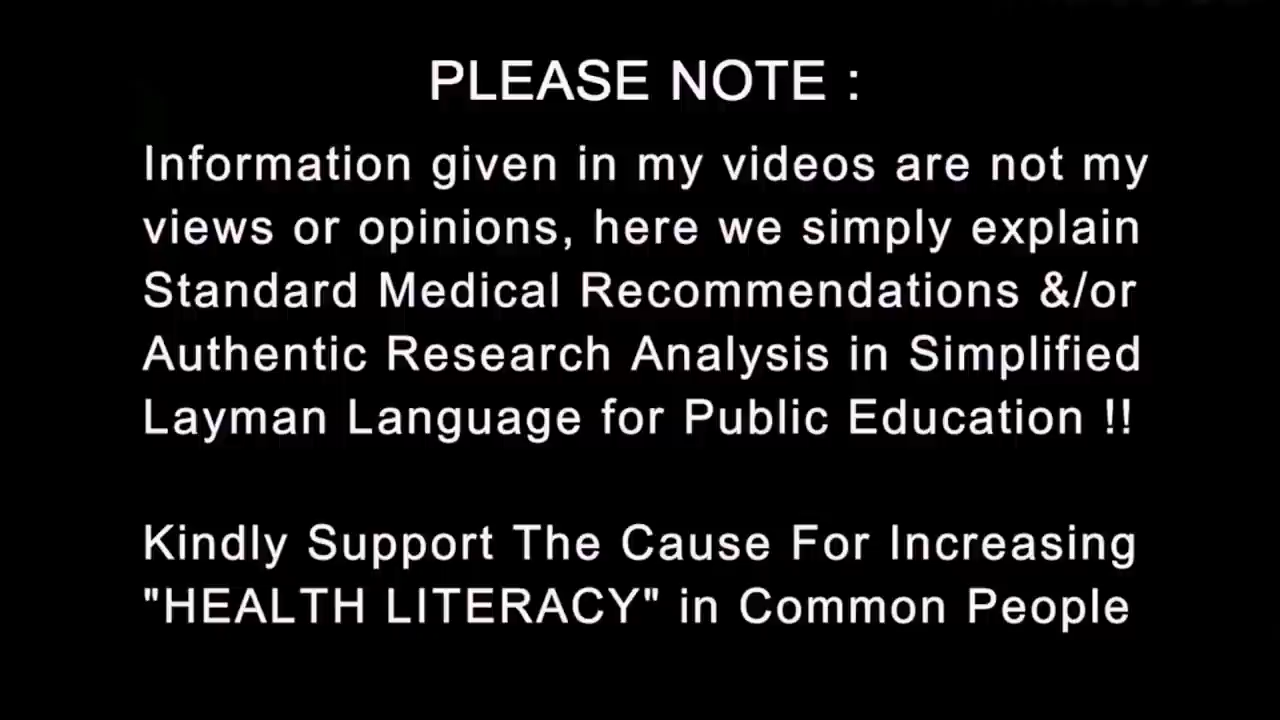 PLEASE NOTE :
Information given in my videos are not my
views or opinions, here we simply explain
Standard Medical Recommendations &/or
Authentic Research Analysis in Simplified
Layman Language for Public Education !!
Kindly Support The Cause For Increasing
"HEALTH LITERACY" in Common People